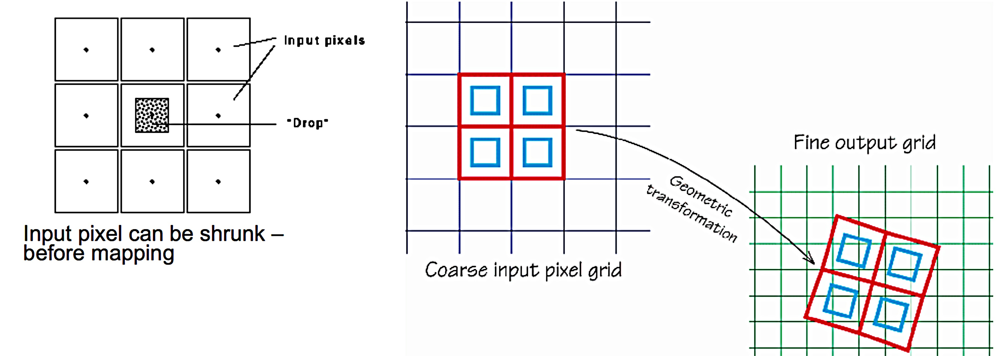 Input pixels
"Drop"
Input pixel can be shrunk –
before mapping
Coarse input pixel grid
Geometric
transformation
Fine output grid